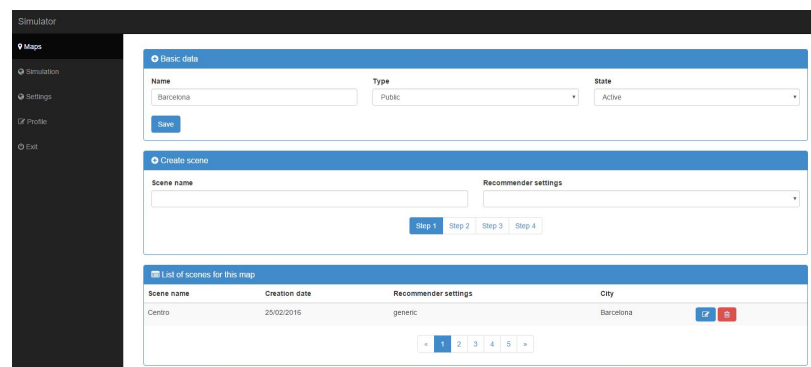 Simulator
Maps
Simulation
Settings
Profile
Exit
Basic data
Name Type State
Barcelona Public Active
Save
Create scene
Scene name Recommender settings
Step 1 Step 2 Step 3 Step 4
List of scenes for this map
Scene name Creation date Recommender settings City
Centro 25/02/2016 generic Barcelona
« 1 2 3 4 5 »